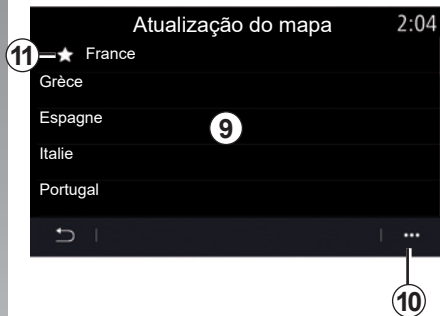 Atualização do mapa 2:04
11 France
Grèce
Espagne
9
Italie
Portugal
10